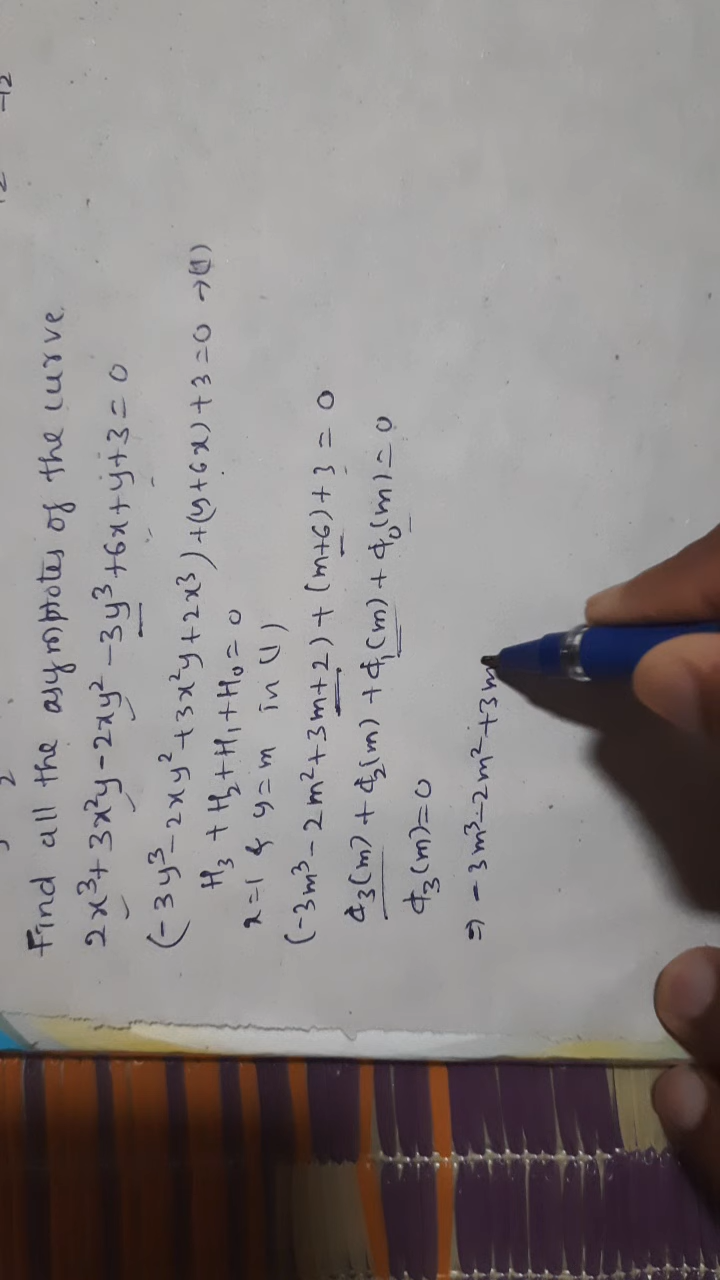 Find all the asymptotes of the curve.
2x³+3x²y-2xy²-3y³+6x+y+3=0
(-3y³-2xy²+3x²y+2x³)+(y+6x)+3=0 →(1)
H₃+H₂+H₁+H₀=0
x=1 & y=m in (1)
(-3m³-2m²+3m+2)+(m+6)+3=0
ϕ₃(m)+ϕ₂(m)+ϕ₁(m)+ϕ₀(m)=0
ϕ₃(m)=0
⇒ -3m³-2m²+3m